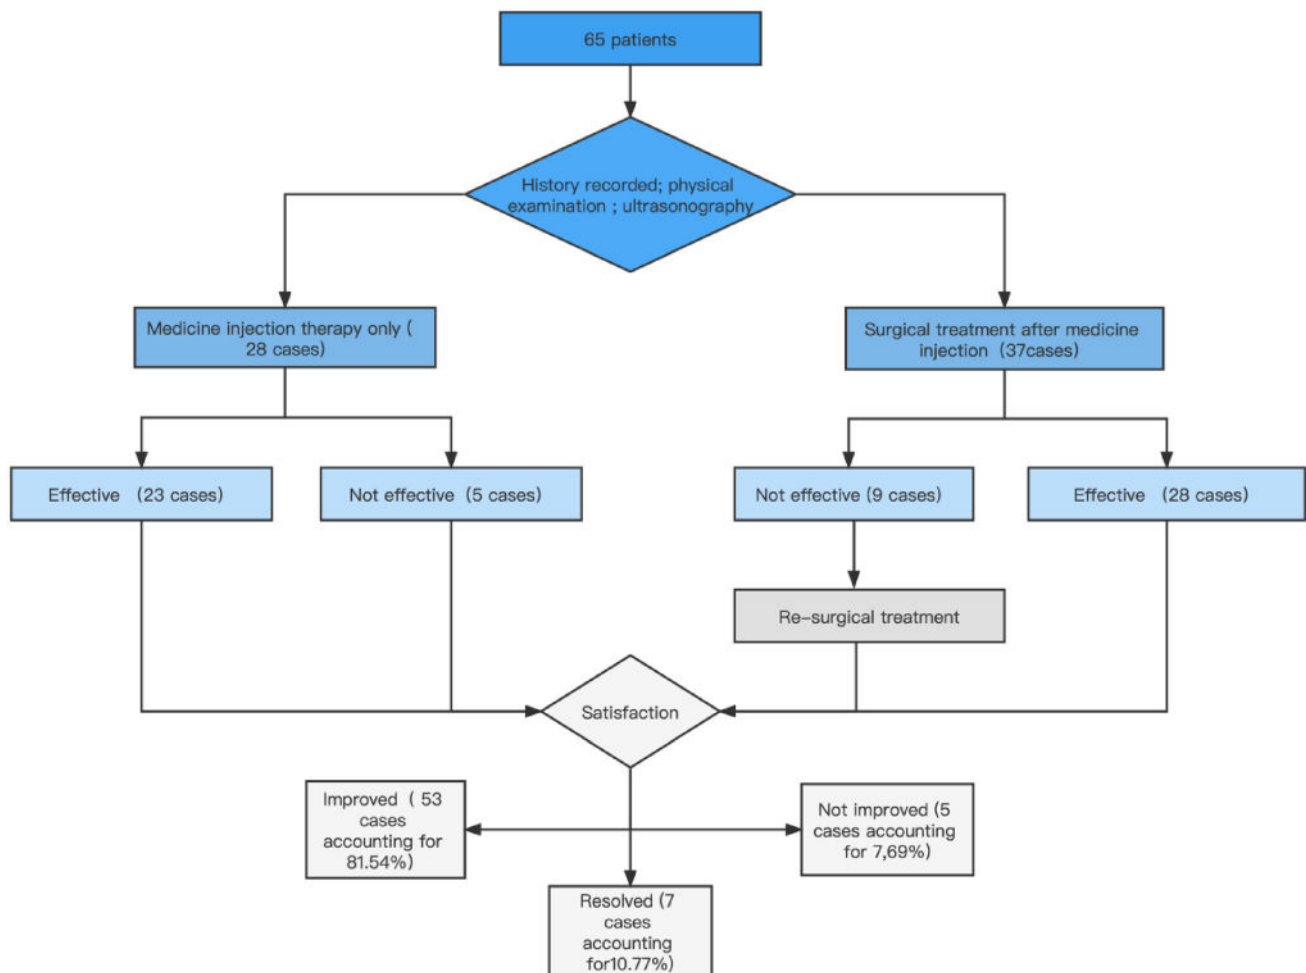 65 patients
History recorded; physical
examination ; ultrasonography
Medicine injection therapy only (
28 cases)
Surgical treatment after medicine
injection (37cases)
Effective (23 cases)
Not effective (5 cases)
Not effective (9 cases)
Effective (28 cases)
Re-surgical treatment
Satisfaction
Improved ( 53
cases
accounting for
81.54%)
Not improved (5
cases accounting
for 7,69%)
Resolved (7
cases
accounting
for10.77%)